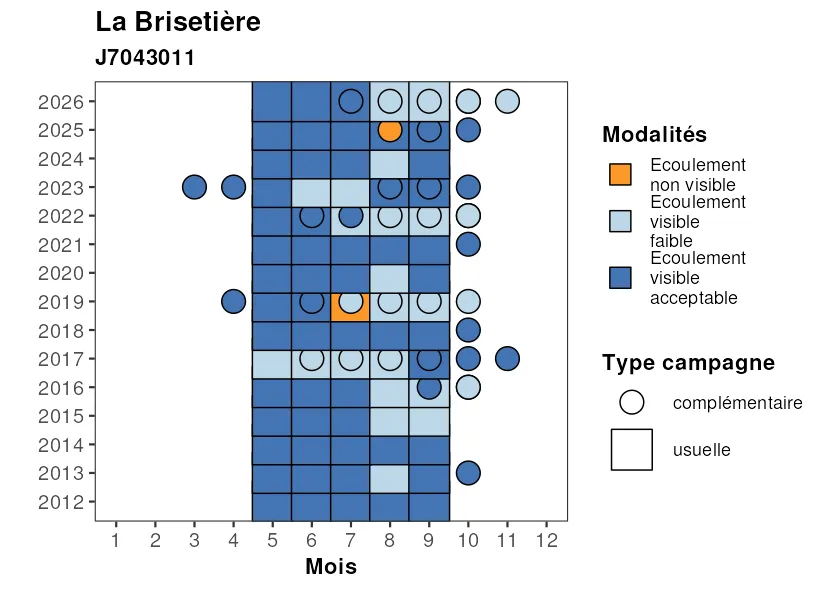 La Brisetière
J7043011
2026
2025
2024
2023
2022
2021
2020
2019
2018
2017
2016
2015
2014
2013
2012
1 2 3 4 5 6 7 8 9 10 11 12
Mois
Modalités
Ecoulement
non visible
Ecoulement
visible
faible
Ecoulement
visible
acceptable
Type campagne
complémentaire
usuelle